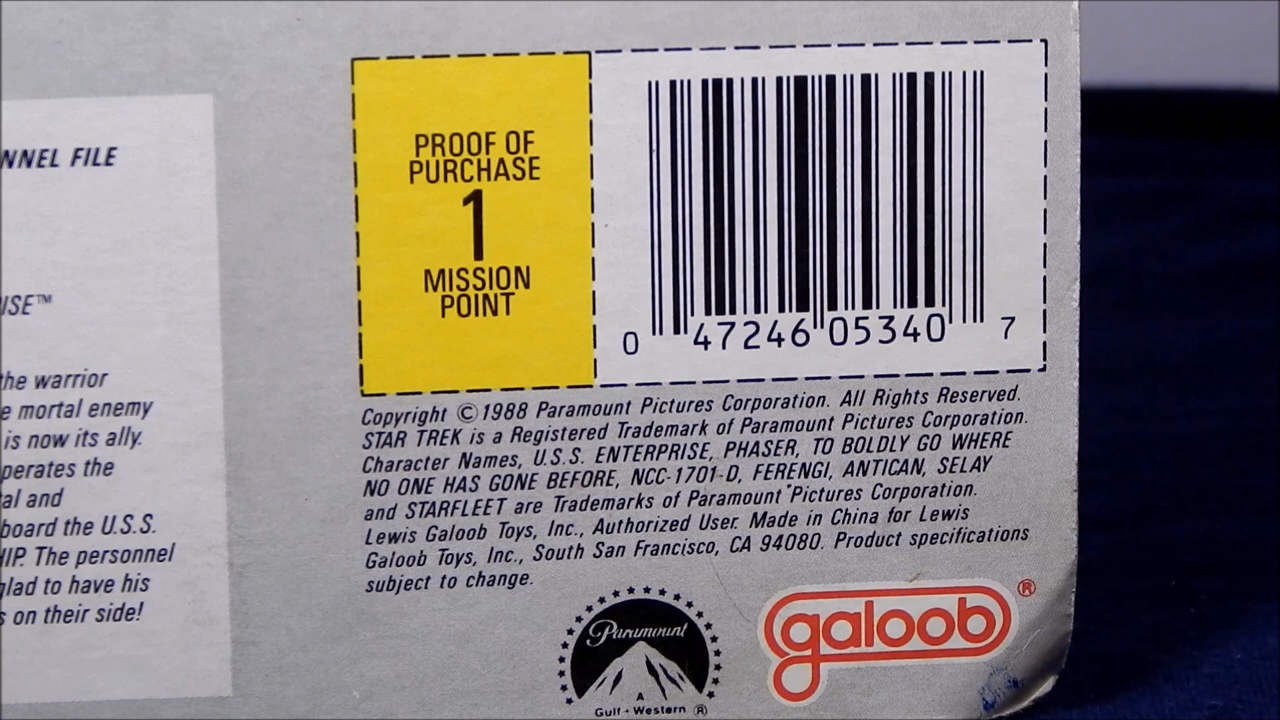 NNEL FILE
ISE™
the warrior
e mortal enemy
is now its ally.
perates the
al and
board the U.S.S.
HIP. The personnel
glad to have his
s on their side!
PROOF OF
PURCHASE
1
MISSION
POINT
0 47246 05340 7
Copyright ©1988 Paramount Pictures Corporation. All Rights Reserved.
STAR TREK is a Registered Trademark of Paramount Pictures Corporation.
Character Names, U.S.S. ENTERPRISE, PHASER, TO BOLDLY GO WHERE
NO ONE HAS GONE BEFORE, NCC-1701-D, FERENGI, ANTICAN, SELAY
and STARFLEET are Trademarks of Paramount Pictures Corporation.
Lewis Galoob Toys, Inc., Authorized User. Made in China for Lewis
Galoob Toys, Inc., South San Francisco, CA 94080. Product specifications
subject to change.
Paramount
A
Gulf+Western ®
galoob®